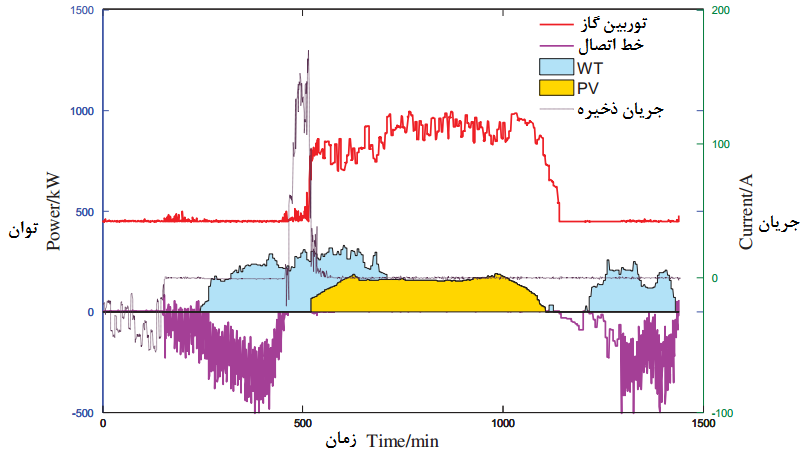 1500
1000
500
0
-500
توان
Power/kW
200
100
0
-100
Current/A
جریان
توربین گاز
خط اتصال
WT
PV
جریان ذخیره
0
500
1000
1500
زمان Time/min